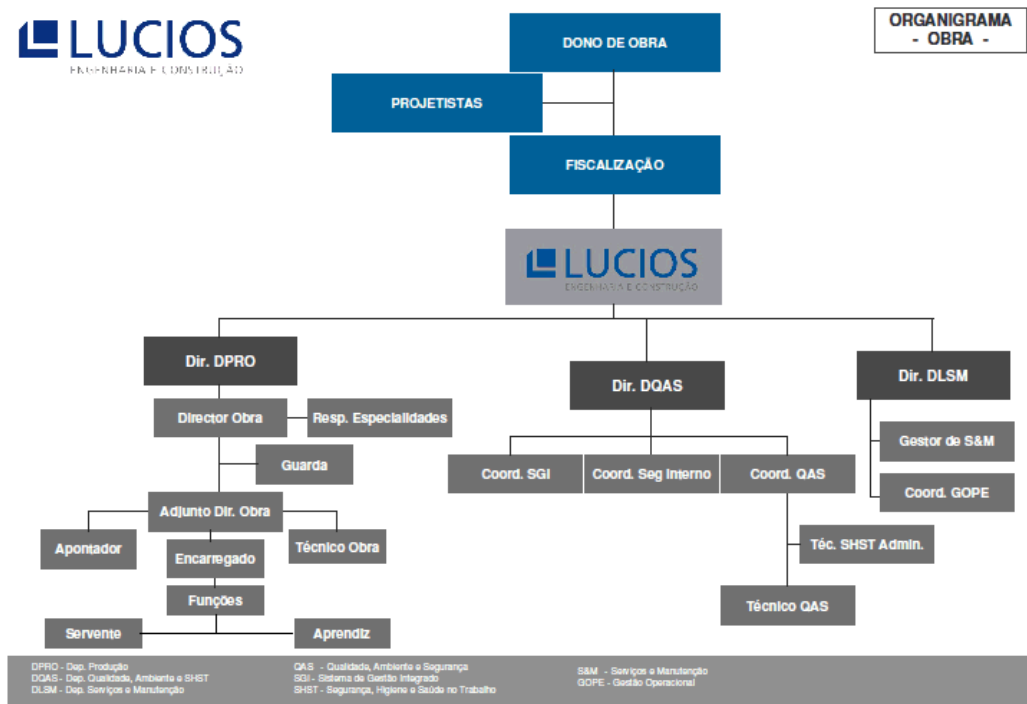 LUCIOS
ENGENHARIA E CONSTRUÇÃO
ORGANIGRAMA
- OBRA -
DONO DE OBRA
PROJETISTAS
FISCALIZAÇÃO
LUCIOS
ENGENHARIA E CONSTRUÇÃO
Dir. DPRO
Dir. DQAS
Dir. DLSM
Director Obra
Resp. Especialidades
Guarda
Adjunto Dir. Obra
Apontador
Encarregado
Técnico Obra
Funções
Servente
Aprendiz
Coord. SGI
Coord. Seg Interno
Coord. QAS
Téc. SHST Admin.
Técnico QAS
Gestor de S&M
Coord. GOPE
DPRO - Dep. Produção
DQAS - Dep. Qualidade, Ambiente e SHST
DLSM - Dep. Serviços e Manutenção
QAS - Qualidade, Ambiente e Segurança
SGI - Sistema de Gestão Integrado
SHST - Segurança, Higiene e Saúde no Trabalho
S&M - Serviços e Manutenção
GOPE - Gestão Operacional